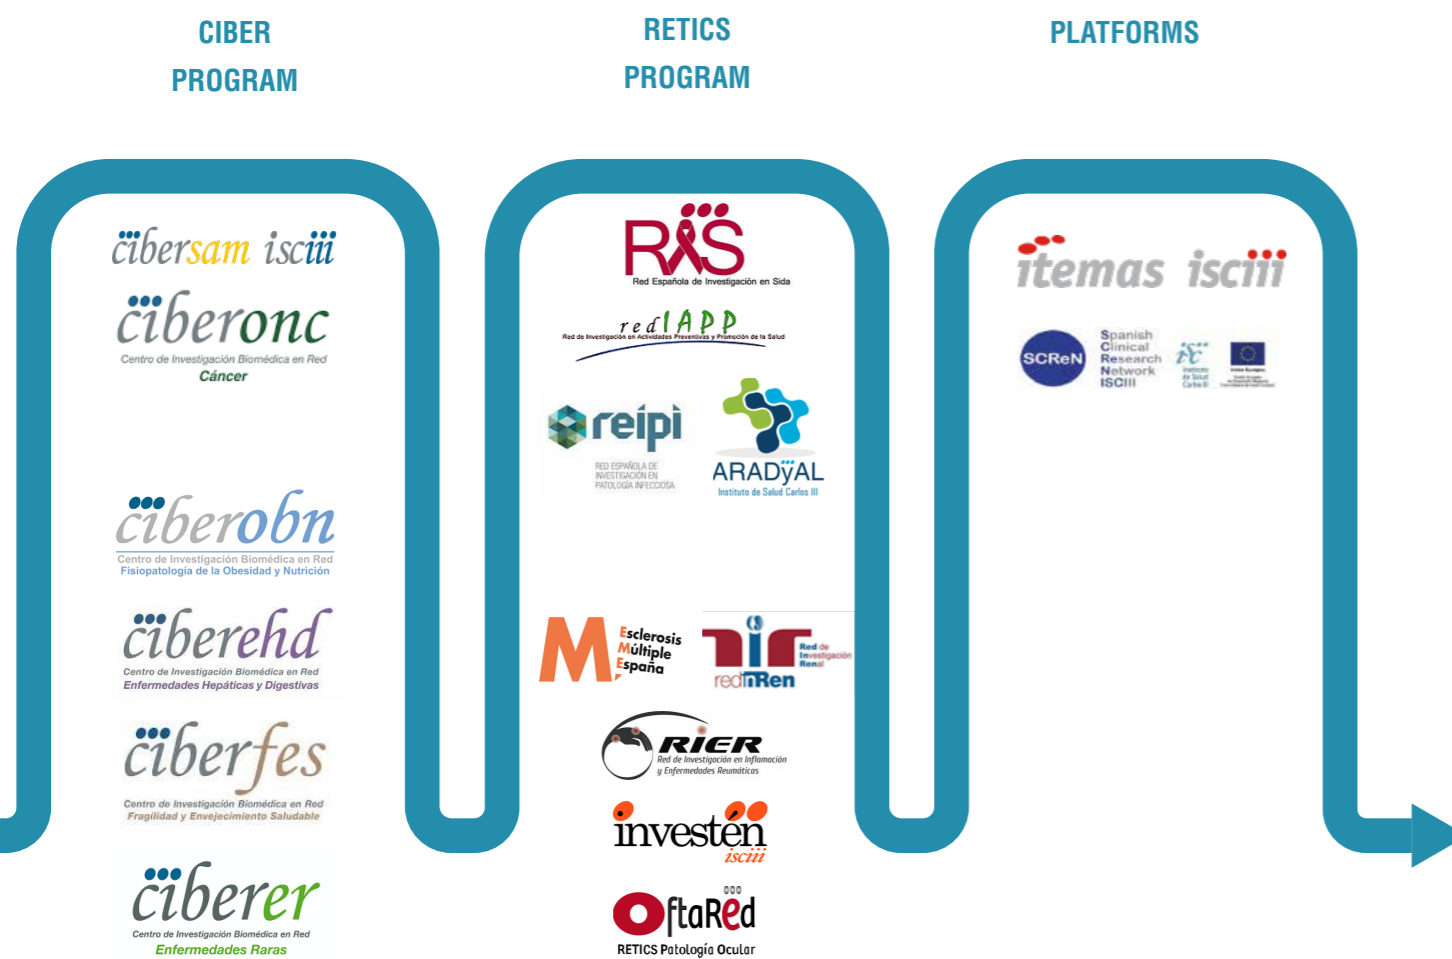 CIBER
PROGRAM
RETICS
PROGRAM
PLATFORMS
cibersam isciii
ciberonc
Centro de Investigación Biomédica en Red
Cáncer
ciberobn
Centro de Investigación Biomédica en Red
Fisiopatología de la Obesidad y Nutrición
ciberehd
Centro de Investigación Biomédica en Red
Enfermedades Hepáticas y Digestivas
ciberfes
Centro de Investigación Biomédica en Red
Fragilidad y Envejecimiento Saludable
ciberer
Centro de Investigación Biomédica en Red
Enfermedades Raras
RIS
Red Española de Investigación en Sida
redIAPP
Red de Investigación en Actividades Preventivas y Promoción de la Salud
reipi
RED ESPAÑOLA DE
INVESTIGACIÓN EN
PATOLOGÍA INFECCIOSA
ARADyAL
Instituto de Salud Carlos III
M
Esclerosis
Múltiple
España
Red de
Investigación
Renal
redinRen
RIER
Red de Investigación en Inflamación
y Enfermedades Reumáticas
investén
isciii
OftaRed
RETICS Patología Ocular
itemas isciii
SCReN
Spanish
Clinical
Research
Network
ISCIII
Instituto
de Salud
Carlos III